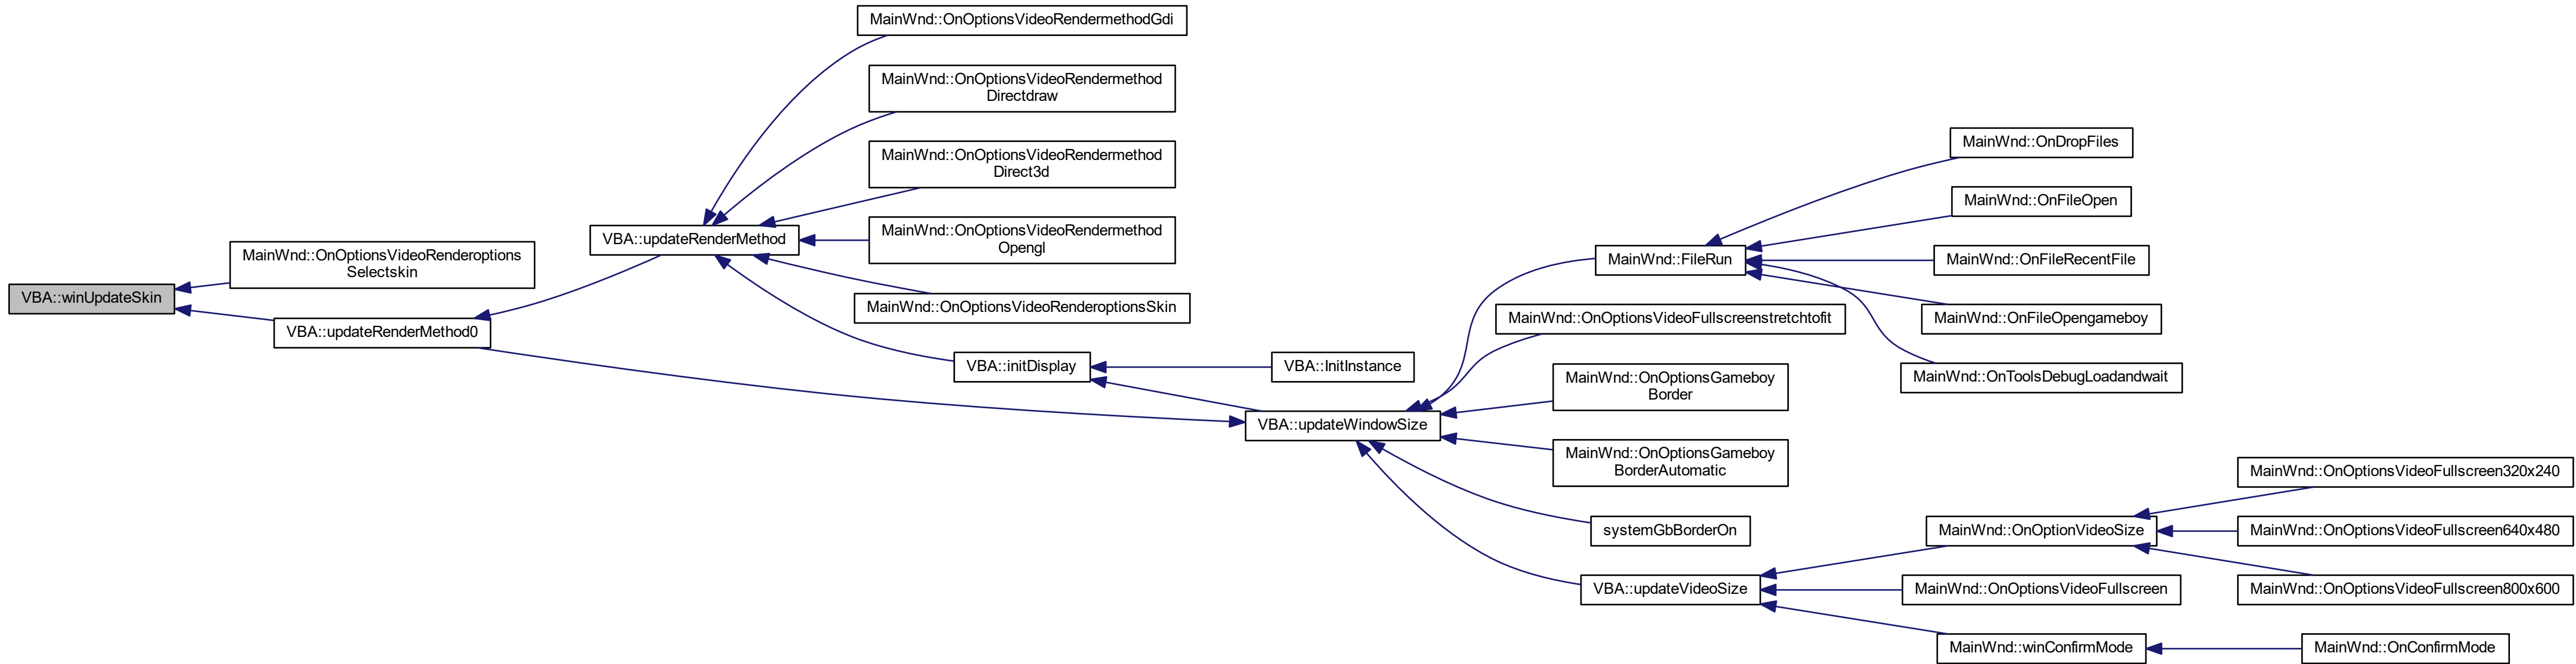 VBA::winUpdateSkin
MainWnd::OnOptionsVideoRenderoptions
Selectskin
VBA::updateRenderMethod0
VBA::updateRenderMethod
MainWnd::OnOptionsVideoRendermethodGdi
MainWnd::OnOptionsVideoRendermethod
Directdraw
MainWnd::OnOptionsVideoRendermethod
Direct3d
MainWnd::OnOptionsVideoRendermethod
Opengl
MainWnd::OnOptionsVideoRenderoptionsSkin
VBA::initDisplay
VBA::InitInstance
VBA::updateWindowSize
MainWnd::FileRun
MainWnd::OnOptionsVideoFullscreenstretchtofit
MainWnd::OnOptionsGameboy
Border
MainWnd::OnOptionsGameboy
BorderAutomatic
systemGbBorderOn
VBA::updateVideoSize
MainWnd::OnDropFiles
MainWnd::OnFileOpen
MainWnd::OnFileRecentFile
MainWnd::OnFileOpengameboy
MainWnd::OnToolsDebugLoadandwait
MainWnd::OnOptionVideoSize
MainWnd::OnOptionsVideoFullscreen
MainWnd::winConfirmMode
MainWnd::OnOptionsVideoFullscreen320x240
MainWnd::OnOptionsVideoFullscreen640x480
MainWnd::OnOptionsVideoFullscreen800x600
MainWnd::OnConfirmMode